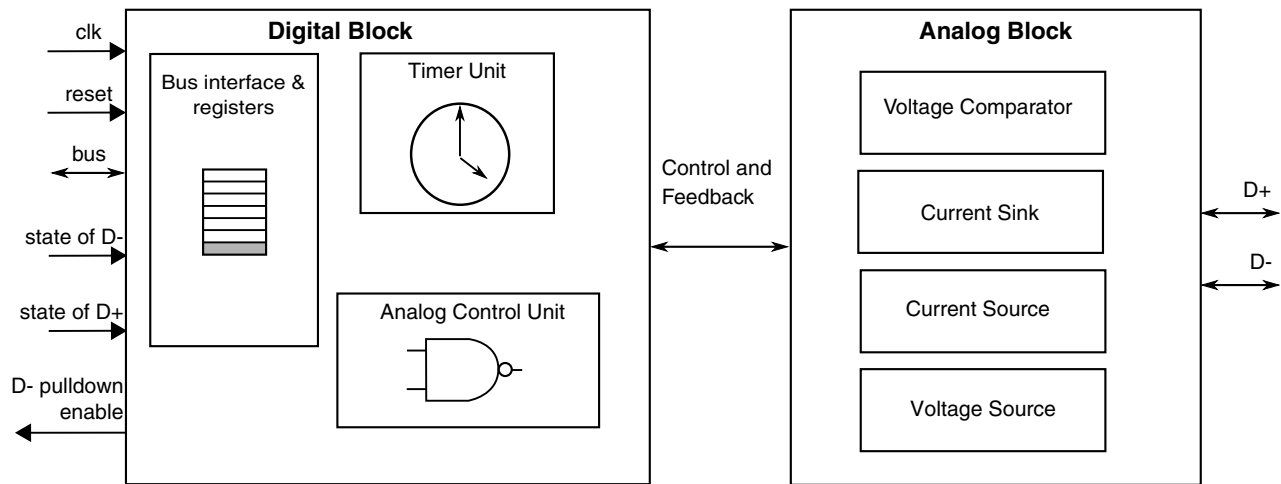 clk
reset
bus
state of D-
state of D+
D- pulldown
enable
Digital Block
Bus interface &
registers
Timer Unit
Analog Control Unit
Control and
Feedback
Analog Block
Voltage Comparator
Current Sink
Current Source
Voltage Source
D+
D-